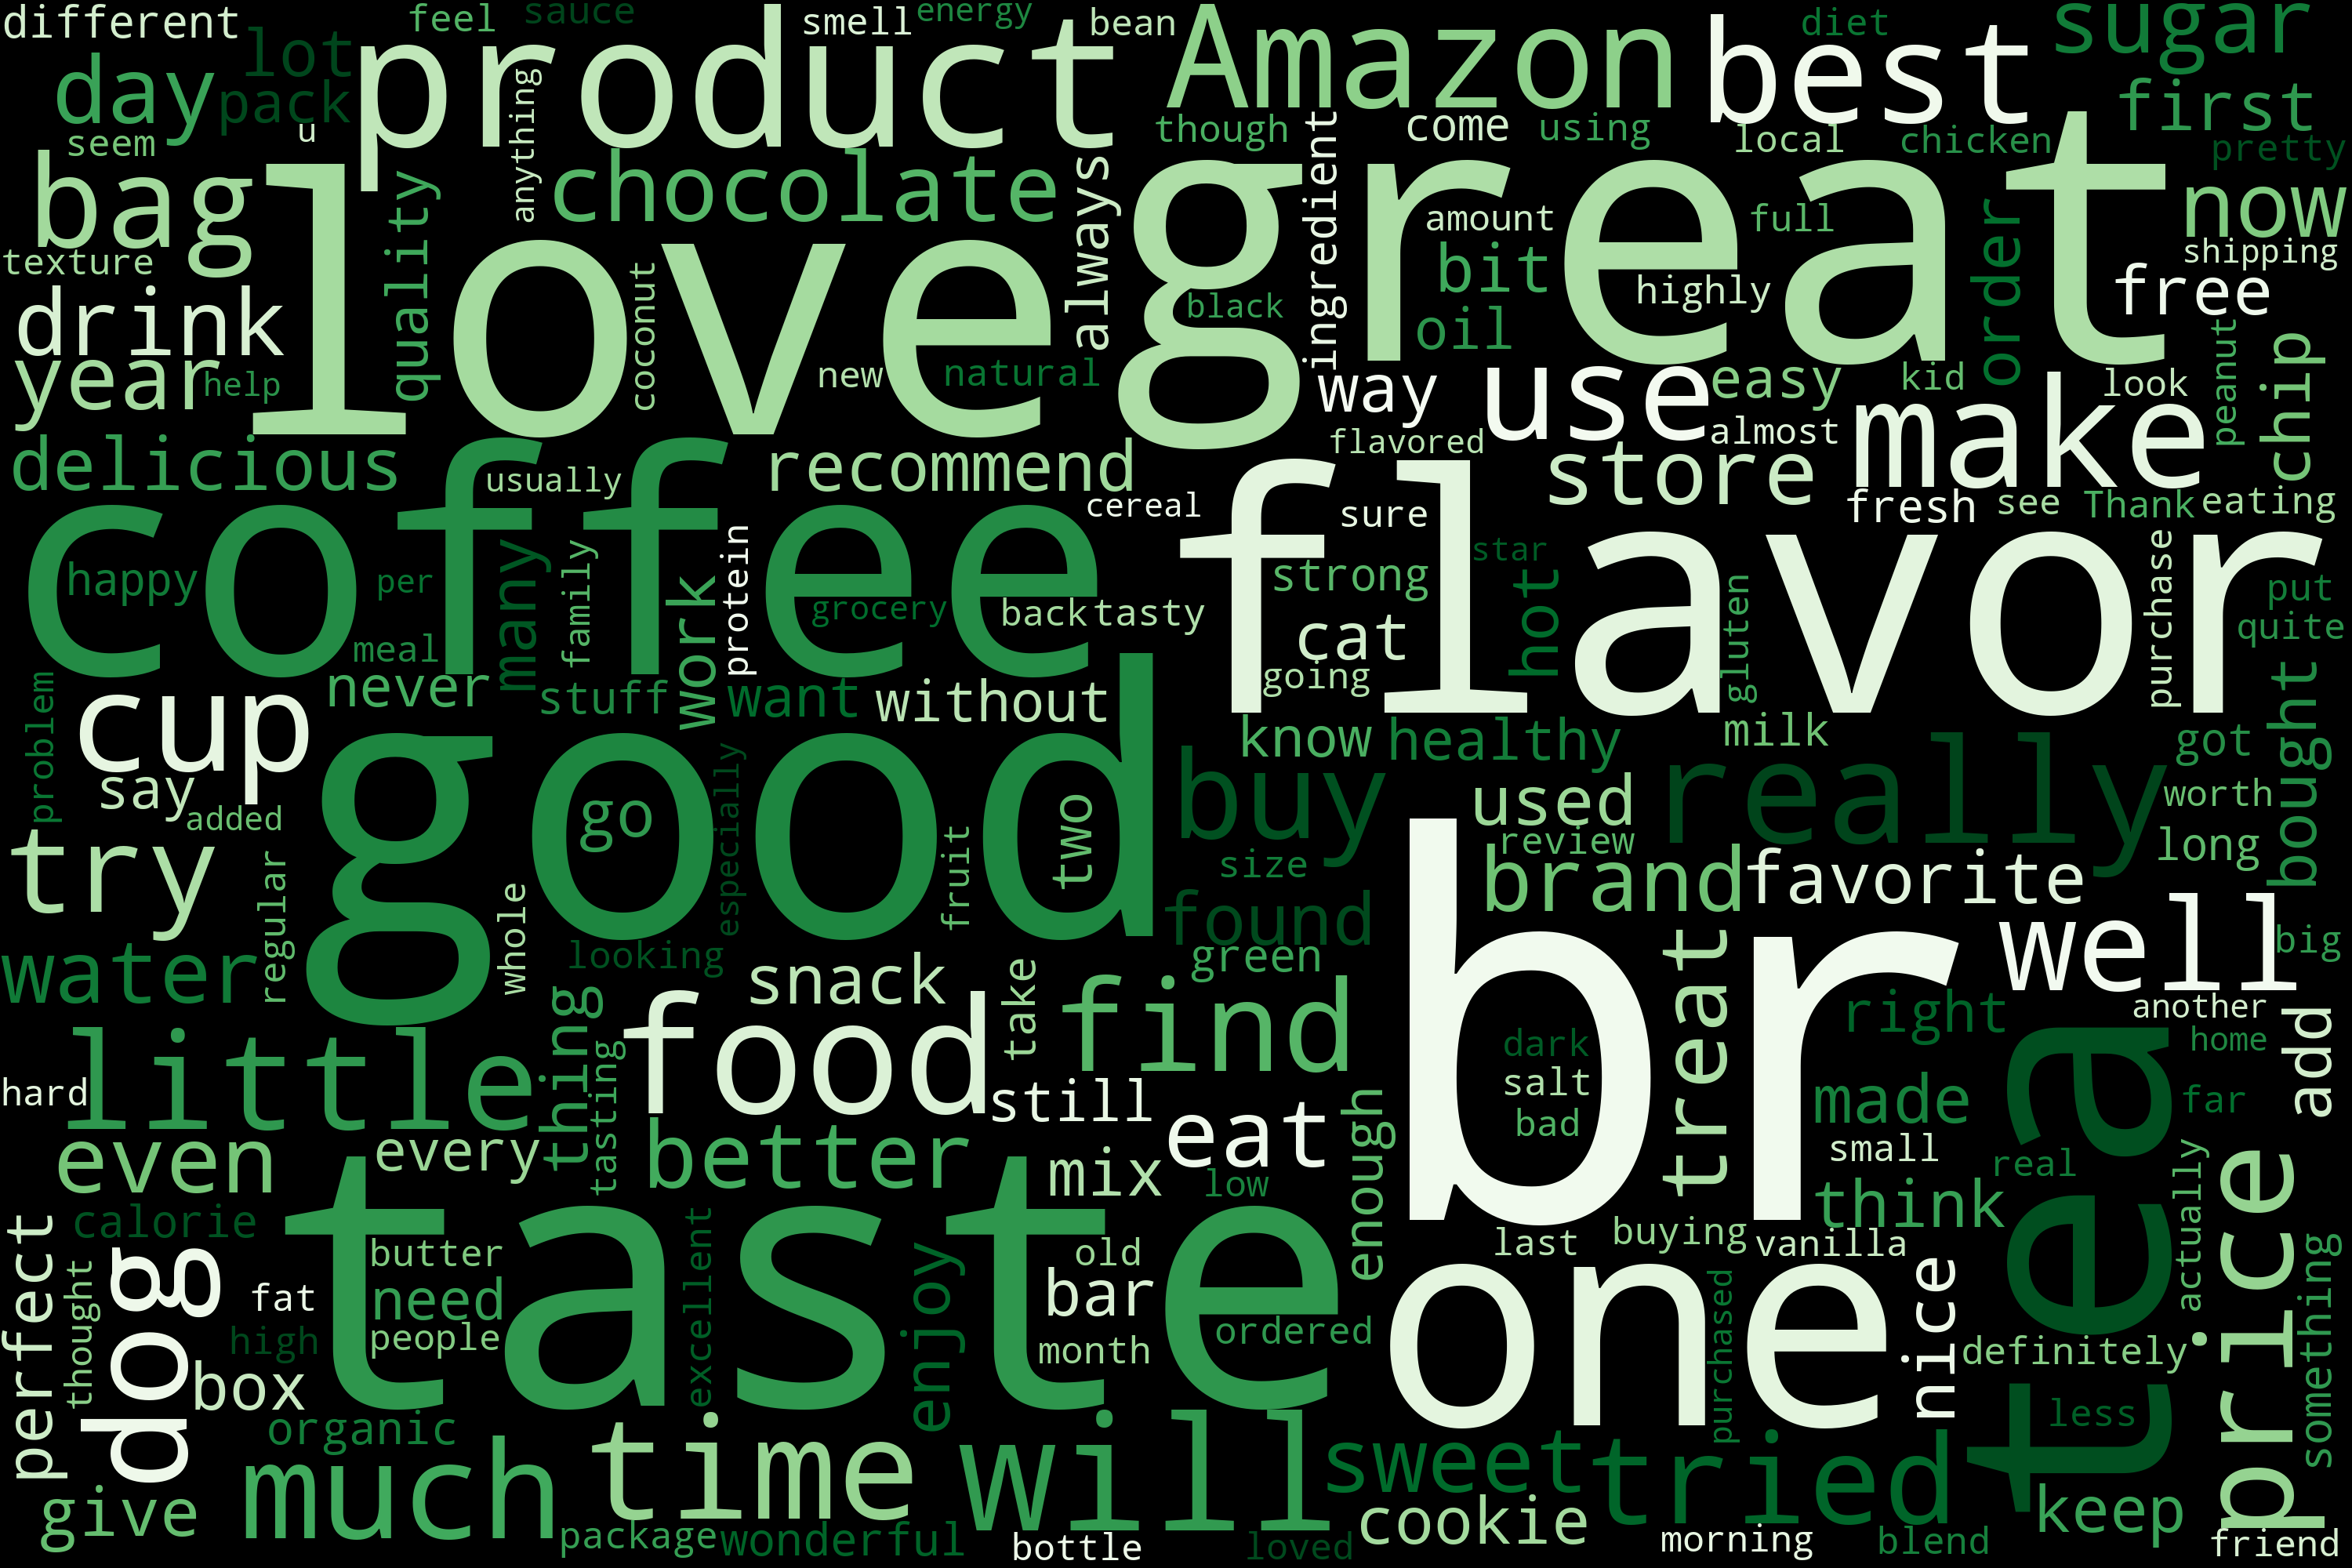 different
feel
sauce
smell
energy
bean
Amazon
best
diet
sugar
day
lot
pack
product
anything
though
come
using
local
chicken
first
pretty
seem
u
bag
quality
chocolate
always
great
ingredient
amount
full
order
now
shipping
texture
love
coconut
black
bit
highly
free
drink
year
help
new
natural
oil
way
use
easy
kid
look
peanut
chip
delicious
usually
recommend
flavored
almost
store
make
coffee
cereal
sure
fresh
see
Thank
eating
happy
per
many
family
work
protein
grocery
back
tasty
flavor
strong
star
hot
gluten
purchase
put
quite
meal
cat
going
never
stuff
want
without
know
healthy
milk
got
bought
problem
cup
say
added
good
go
especially
two
buy
used
really
worth
long
try
regular
whole
fruit
size
review
brand
favorite
found
br
well
big
water
looking
snack
take
green
find
treat
right
another
home
add
little
thing
tasting
food
still
eat
enough
dark
salt
bad
made
tea
far
hard
even
every
better
mix
low
small
real
think
actually
price
perfect
calorie
taste
butter
excellent
enjoy
old
bar
last
buying
vanilla
one
nice
something
thought
dog
fat
need
high
people
month
ordered
purchased
definitely
box
organic
less
give
much
time
will
sweet
tried
keep
package
wonderful
bottle
loved
cookie
morning
blend
friend